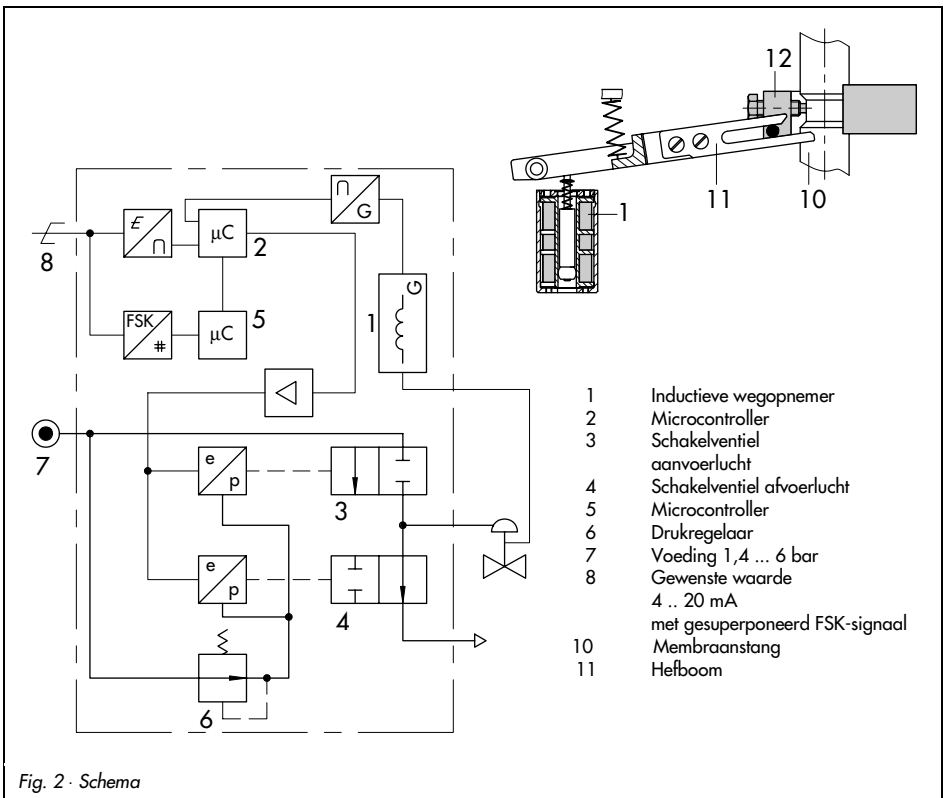 12
1
11
10
∩
G
E
∩
µC
2
8
G
1
FSK
#
µC
5
7
e
p
3
e
p
4
6
1 Inductieve wegopnemer
2 Microcontroller
3 Schakelventiel
aanvoerlucht
4 Schakelventiel afvoerlucht
5 Microcontroller
6 Drukregelaar
7 Voeding 1,4 ... 6 bar
8 Gewenste waarde
4 .. 20 mA
met gesuperponeerd FSK-signaal
10 Membraanstang
11 Hefboom
Fig. 2 · Schema